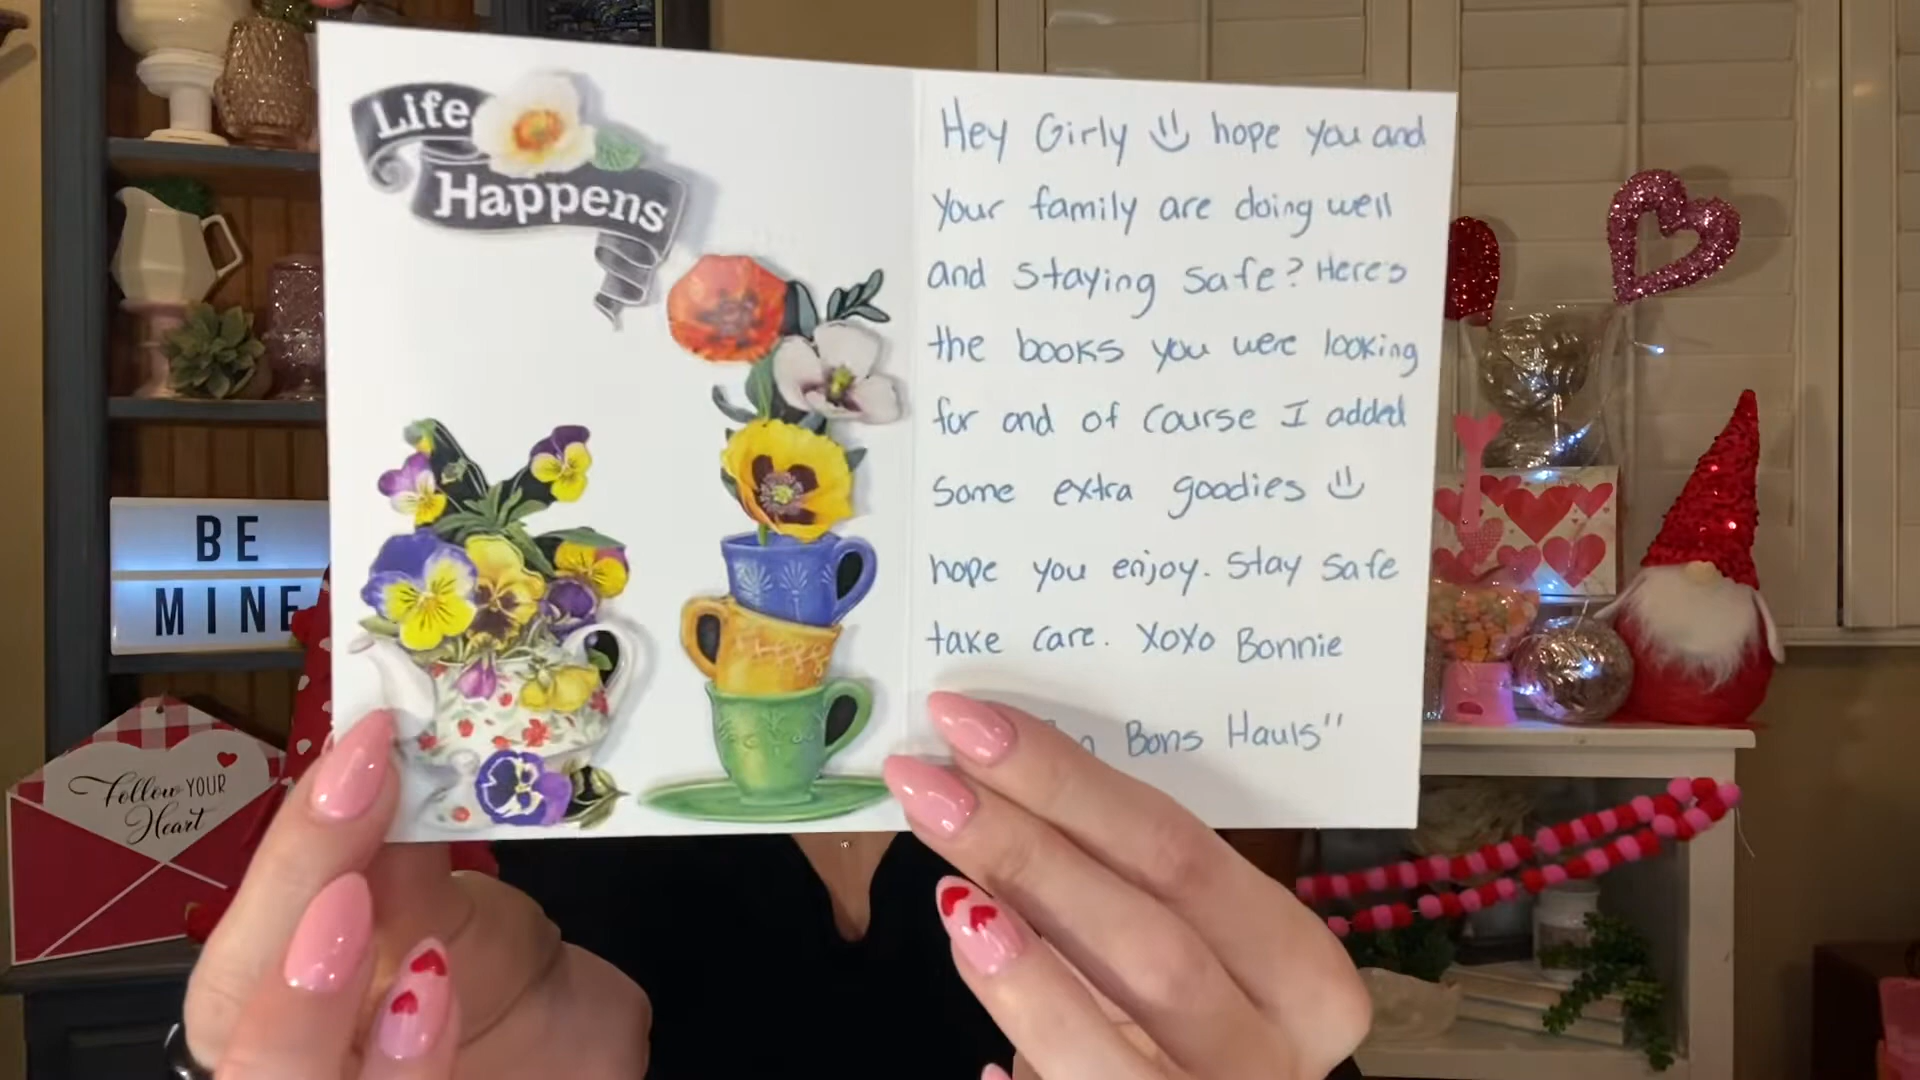 Life
Happens
Hey Girly hope you and
your family are doing well
and staying safe? Here's
the books you were looking
for and of course I added
some extra goodies
hope you enjoy. Stay safe
take care. XOXO Bonnie
Bons Hauls"
BE
MINE
Follow YOUR
Heart